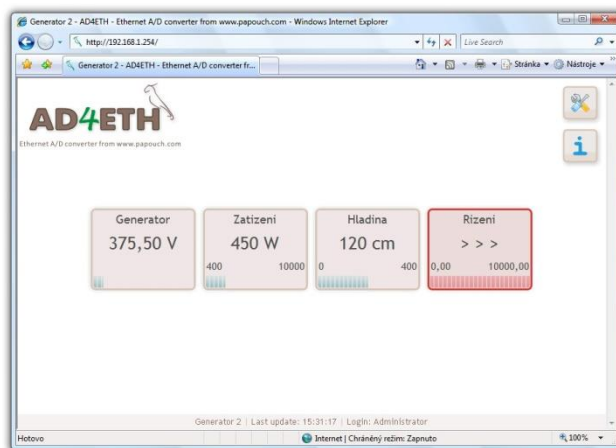 Generator 2 - AD4ETH - Ethernet A/D converter from www.papouch.com - Windows Internet Explorer
http://192.168.1.254/
Live Search
Generator 2 - AD4ETH - Ethernet A/D converter fr...
Stránka
Nástroje
AD4ETH
Ethernet A/D converter from www.papouch.com
Generator
Zatizeni
Hladina
Rizeni
375,50 V
450 W
120 cm
> > >
400 10000
0 400
0,00 10000,00
Generator 2 | Last update: 15:31:17 | Login: Administrator
Hotovo
Internet | Chráněný režim: Zapnuto
100%